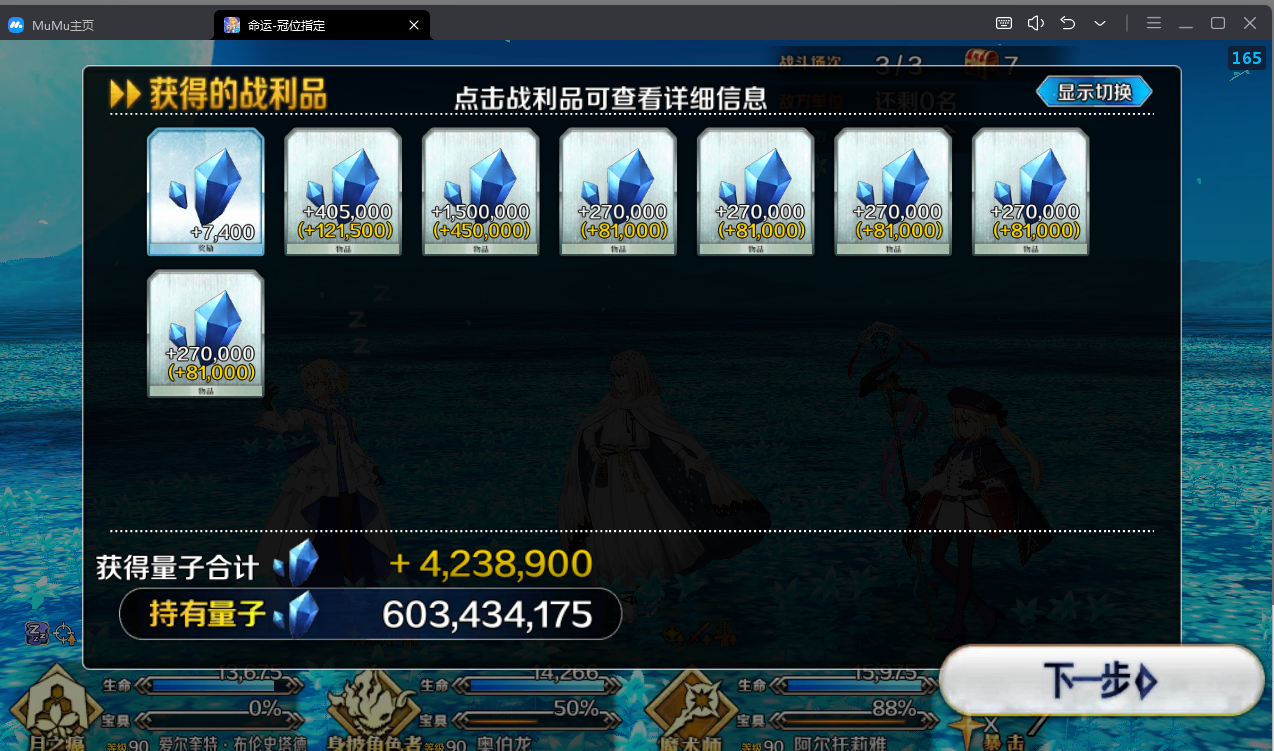 MuMu主页
命运-冠位指定
165
战斗场次 3/3 7
获得的战利品
点击战利品可查看详细信息
显示切换
敌方单位 还剩0名
+7,400
奖励
+405,000
(+121,500)
物品
+1,500,000
(+450,000)
物品
+270,000
(+81,000)
物品
+270,000
(+81,000)
物品
+270,000
(+81,000)
物品
+270,000
(+81,000)
物品
+270,000
(+81,000)
物品
获得量子合计 +4,238,900
持有量子 603,434,175
下一步
生命 13,675
宝具 0%
月之癌 等级90 爱尔奎特·布伦史塔德
生命 14,266
宝具 50%
身披角色者 等级90 奥伯龙
生命 15,975
宝具 88%
魔术师 等级90 阿尔托莉雅
X
暴击